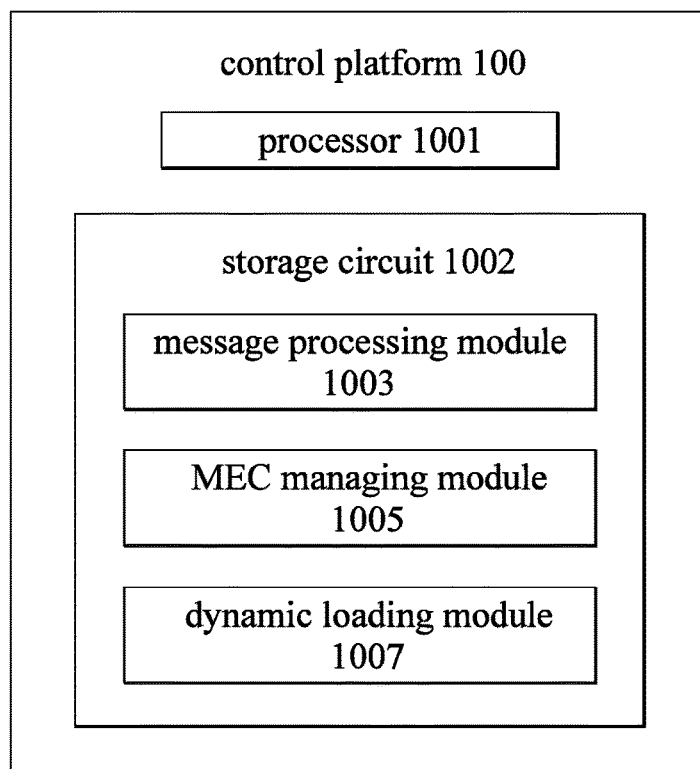 control platform 100
processor 1001
storage circuit 1002
message processing module
1003
MEC managing module
1005
dynamic loading module
1007